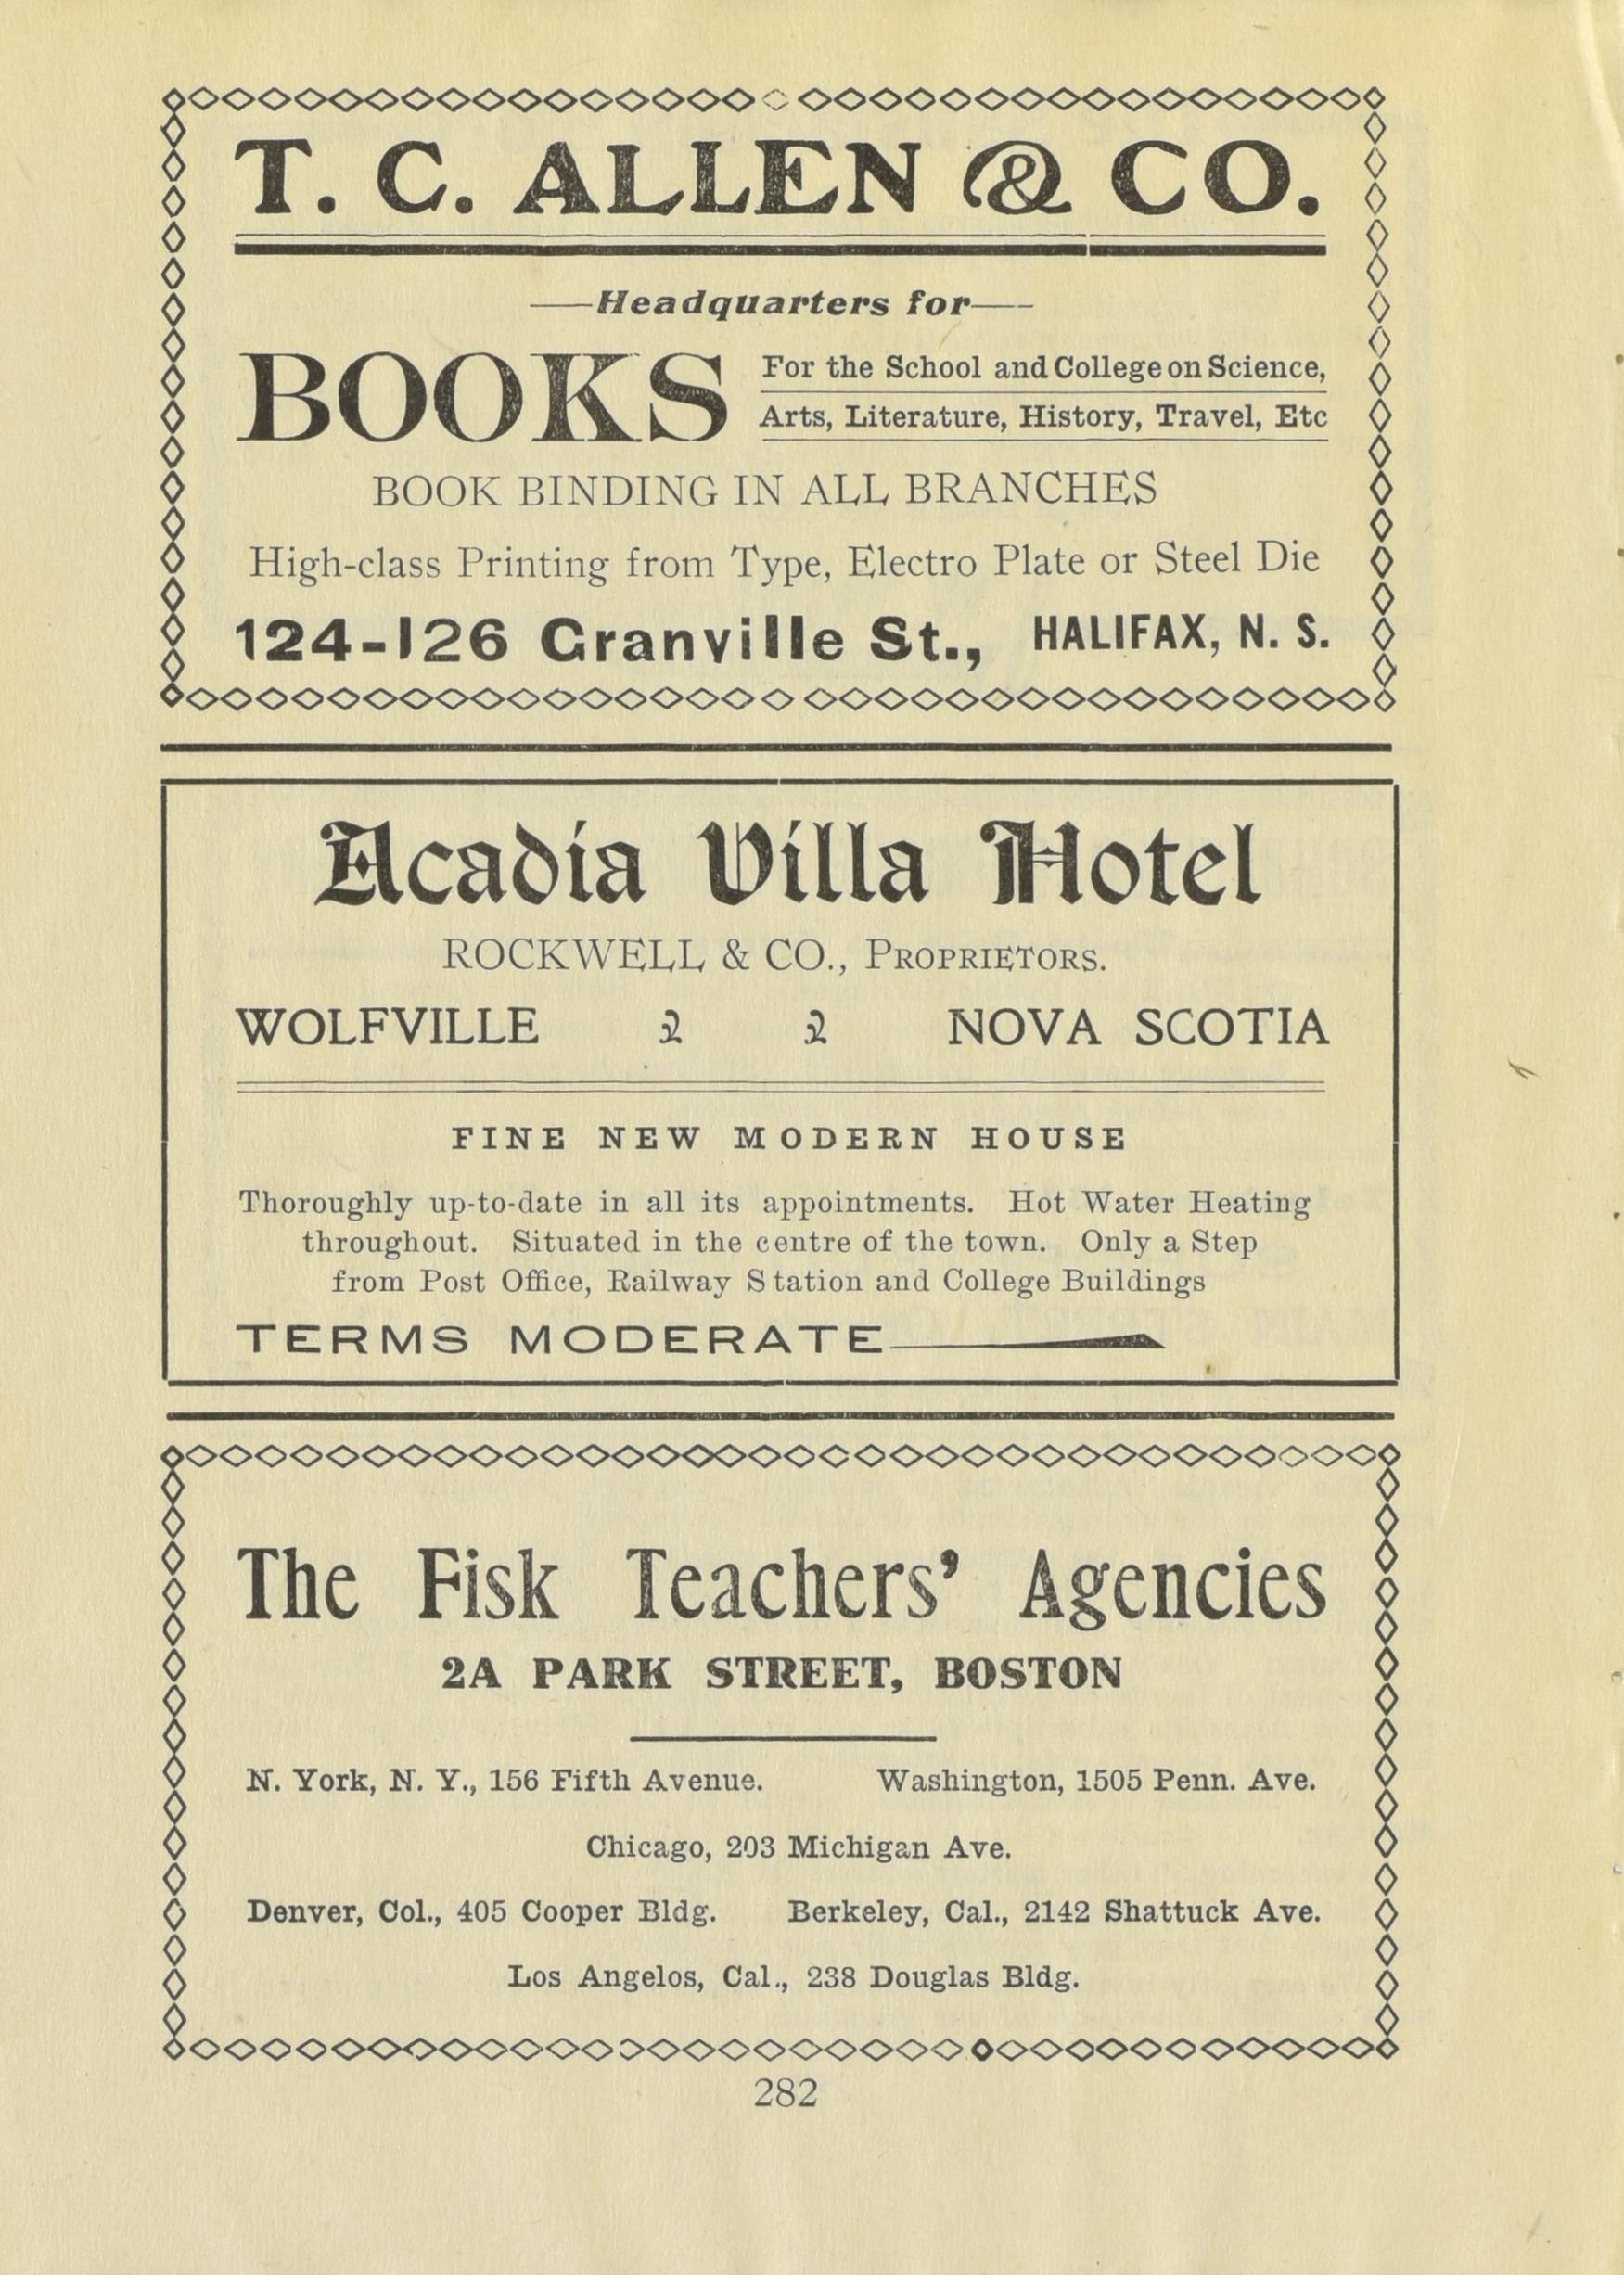 T. C. ALLEN & CO.
—Headquarters for—
BOOKS For the School and College on Science,
Arts, Literature, History, Travel, Etc
BOOK BINDING IN ALL BRANCHES
High-class Printing from Type, Electro Plate or Steel Die
124-126 Granville St., HALIFAX, N. S.
Acadia Villa Hotel
ROCKWELL & CO., PROPRIETORS.
WOLFVILLE NOVA SCOTIA
FINE NEW MODERN HOUSE
Thoroughly up-to-date in all its appointments. Hot Water Heating
throughout. Situated in the centre of the town. Only a Step
from Post Office, Railway Station and College Buildings
TERMS MODERATE
The Fisk Teachers' Agencies
2A PARK STREET, BOSTON
N. York, N. Y., 156 Fifth Avenue. Washington, 1505 Penn. Ave.
Chicago, 203 Michigan Ave.
Denver, Col., 405 Cooper Bldg. Berkeley, Cal., 2142 Shattuck Ave.
Los Angelos, Cal., 238 Douglas Bldg.
282